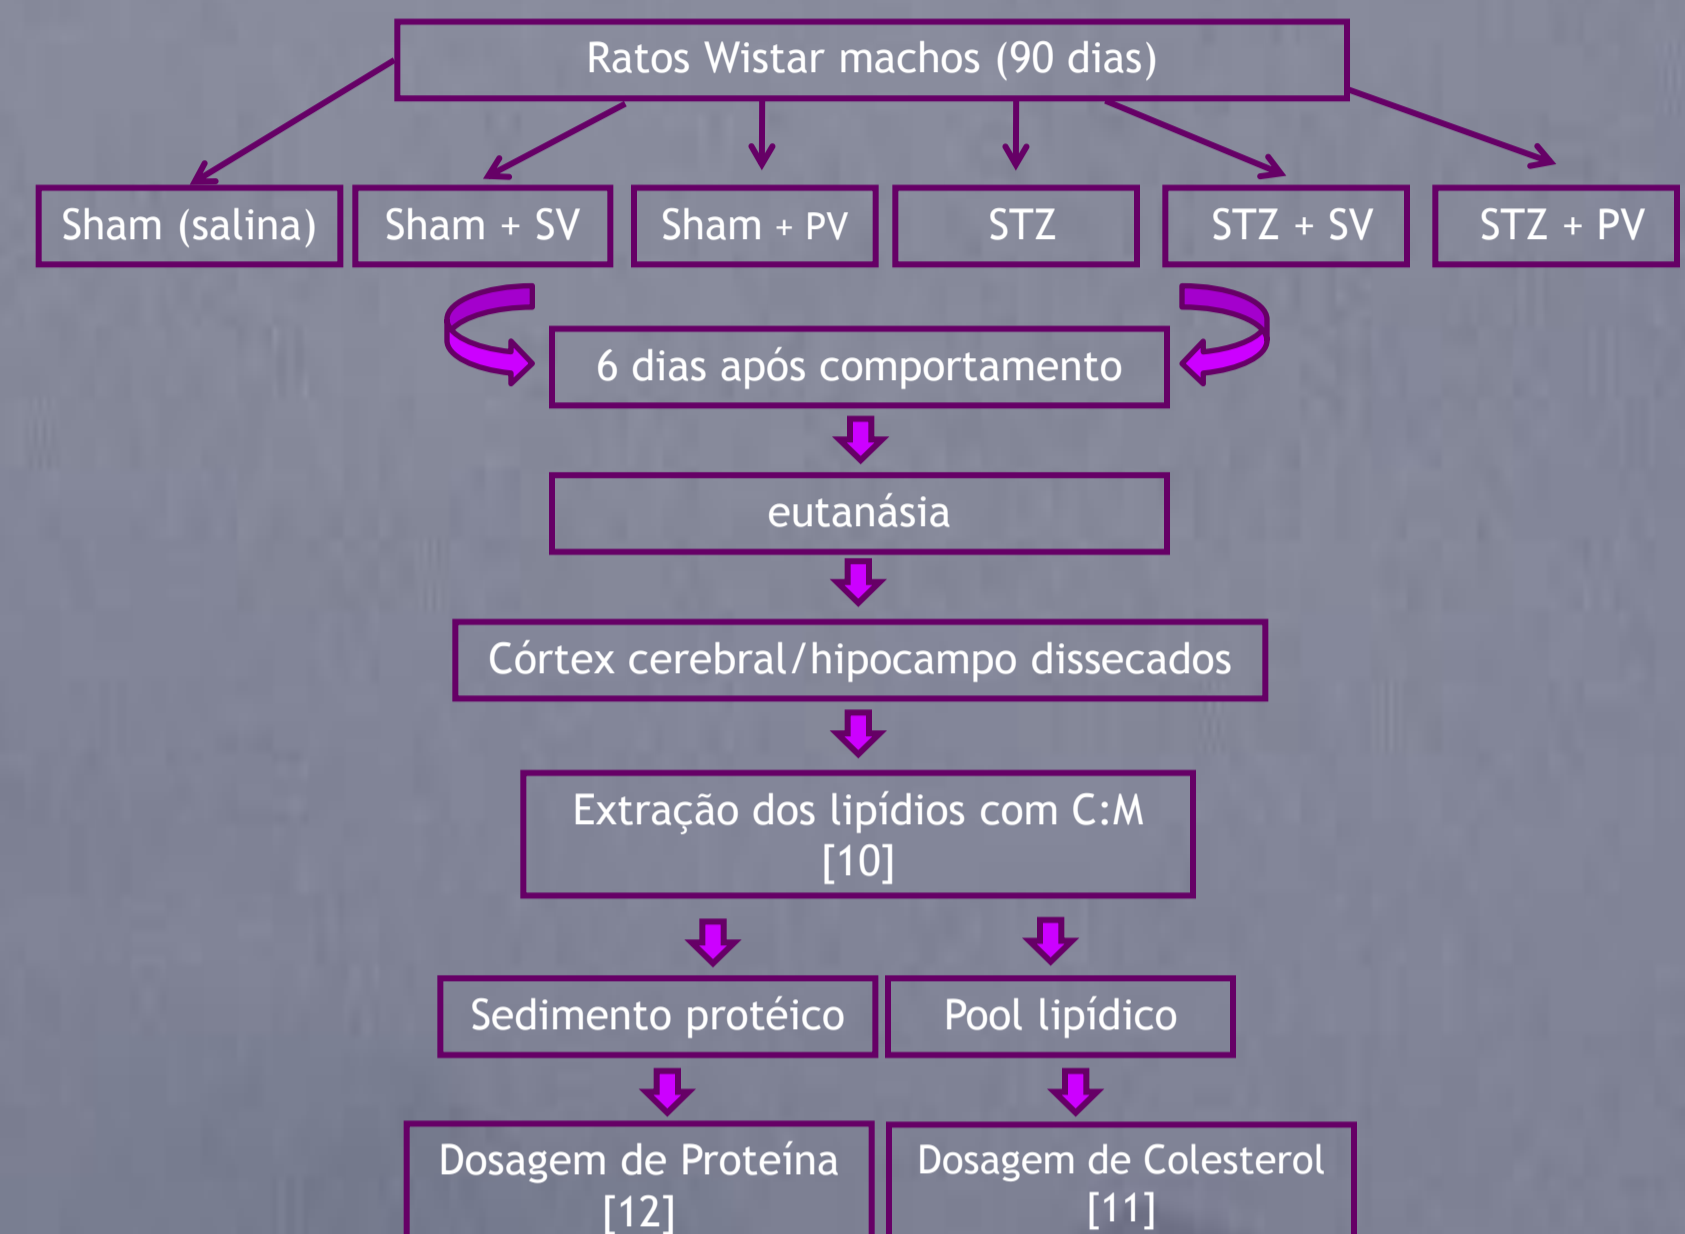 Ratos Wistar machos (90 dias)
Sham (salina)
Sham + SV
Sham + PV
STZ
STZ + SV
STZ + PV
6 dias após comportamento
eutanásia
Córtex cerebral/hipocampo dissecados
Extração dos lipídios com C:M
[10]
Sedimento protéico
Pool lipídico
Dosagem de Proteína
[12]
Dosagem de Colesterol
[11]